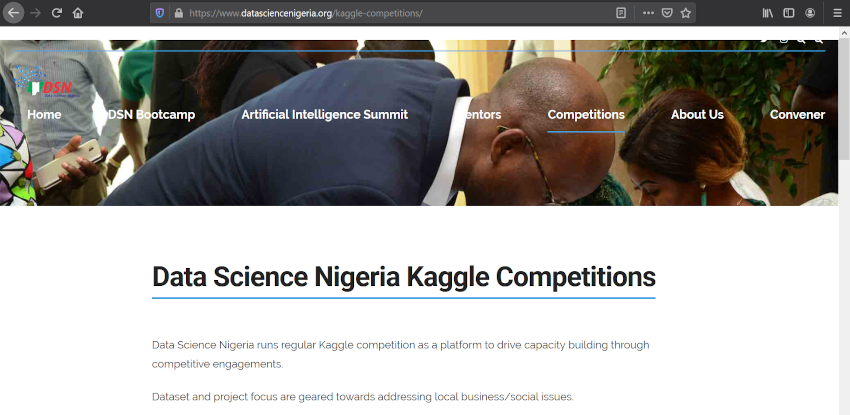 https://www.datasciencenigeria.org/kaggle-competitions/
DSN
Home DSN Bootcamp Artificial Intelligence Summit entors Competitions About Us Convener
Data Science Nigeria Kaggle Competitions
Data Science Nigeria runs regular Kaggle competition as a platform to drive capacity building through
competitive engagements.
Dataset and project focus are geared towards addressing local business/social issues.